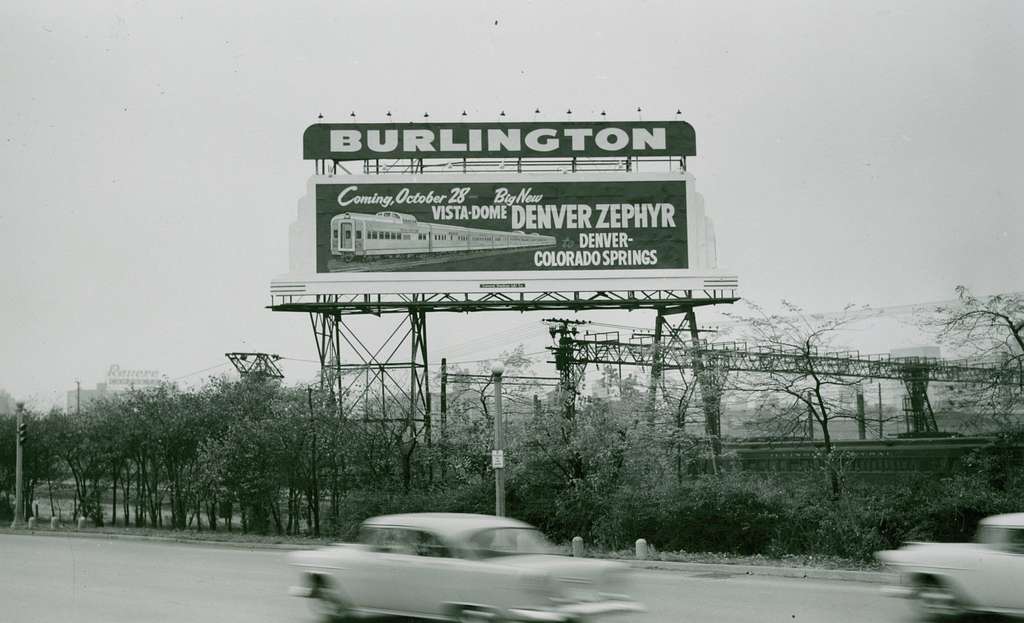 BURLINGTON
Coming, October 28 Big New
VISTA-DOME DENVER ZEPHYR
to DENVER-
COLORADO SPRINGS